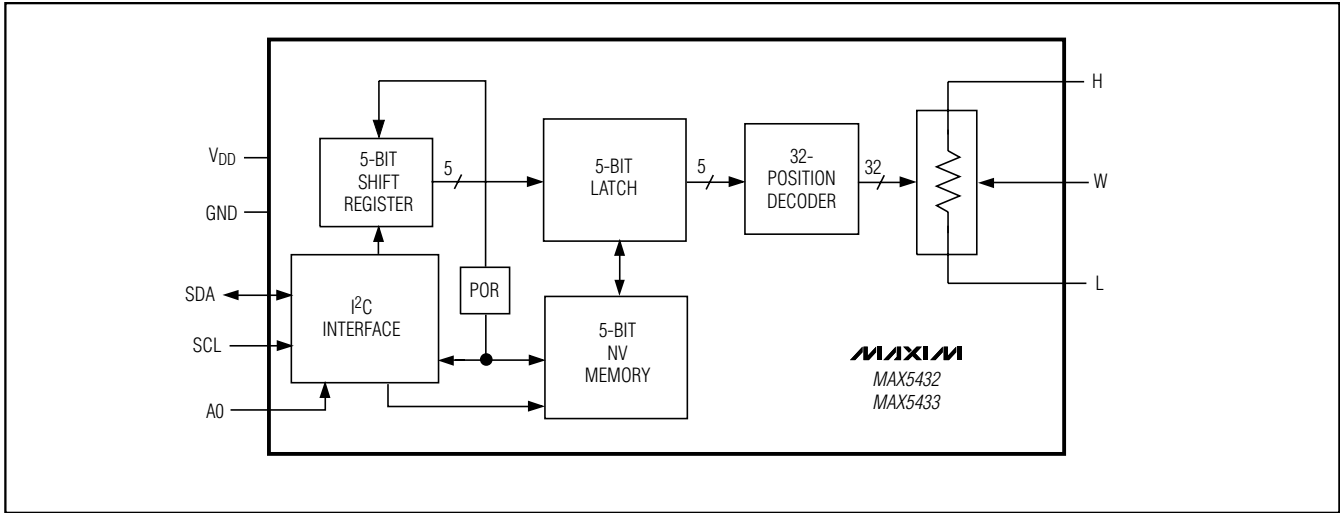 H
5-BIT
SHIFT
REGISTER
5
5-BIT
LATCH
5
32-
POSITION
DECODER
32
VDD
GND
W
SDA
SCL
A0
I2C
INTERFACE
POR
5-BIT
NV
MEMORY
L
MAXIM
MAX5432
MAX5433